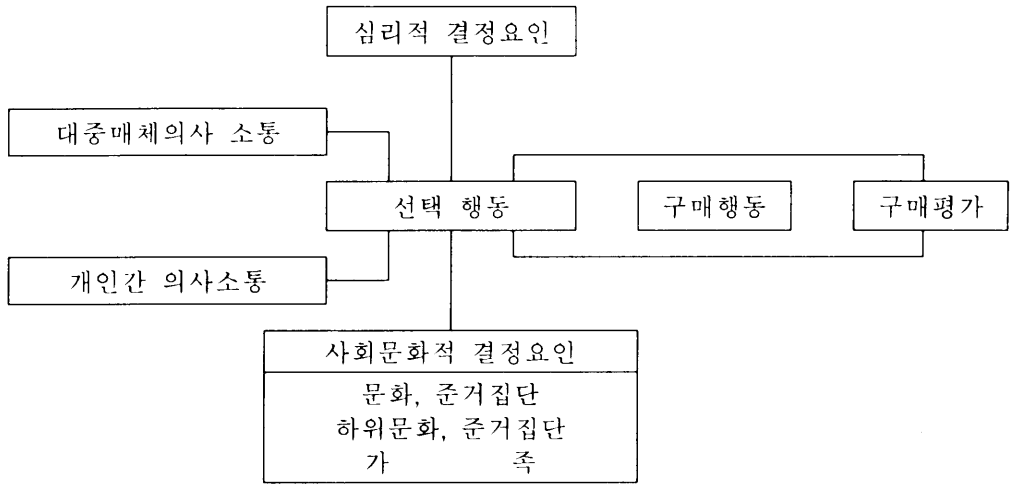 심리적 결정요인
대중매체의사 소통
선택 행동
구매행동
구매평가
개인간 의사소통
사회문화적 결정요인
문화, 준거집단
하위문화, 준거집단
가 족